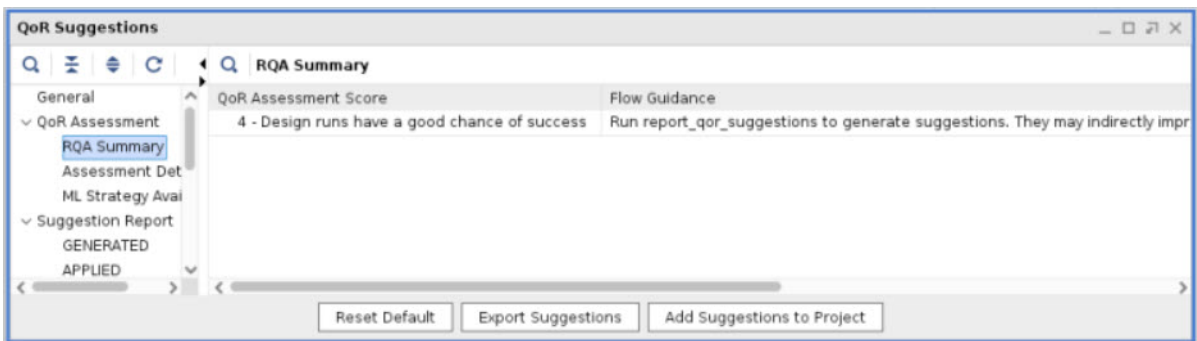 QoR Suggestions
RQA Summary
General
QoR Assessment
RQA Summary
Assessment Det
ML Strategy Avai
Suggestion Report
GENERATED
APPLIED
QoR Assessment Score Flow Guidance
4 - Design runs have a good chance of success Run report_qor_suggestions to generate suggestions. They may indirectly impr
Reset Default Export Suggestions Add Suggestions to Project